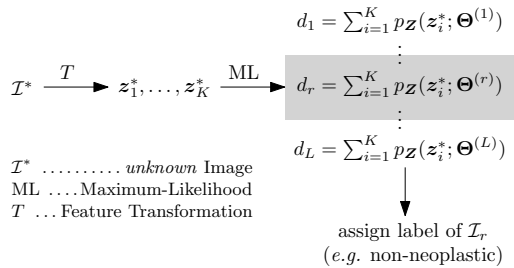 d₁ = ∑ᵢ₌₁ᴷ p_Z(z*ᵢ; Θ⁽¹⁾)
⋮
I* T z*₁, …, z*_K ML d_r = ∑ᵢ₌₁ᴷ p_Z(z*ᵢ; Θ⁽ʳ⁾)
⋮
d_L = ∑ᵢ₌₁ᴷ p_Z(z*ᵢ; Θ⁽ᴸ⁾)
I* .......... unknown Image
ML .... Maximum-Likelihood
T ... Feature Transformation
assign label of I_r
(e.g. non-neoplastic)